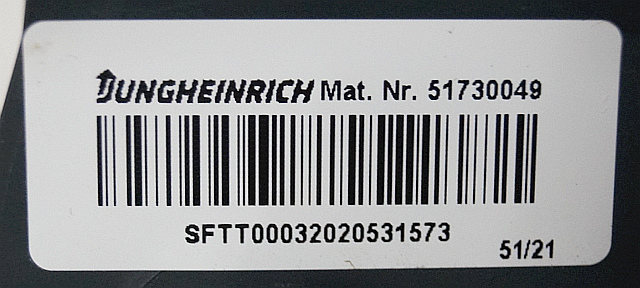 JUNGHEINRICH Mat. Nr. 51730049
SFTT00032020531573
51/21